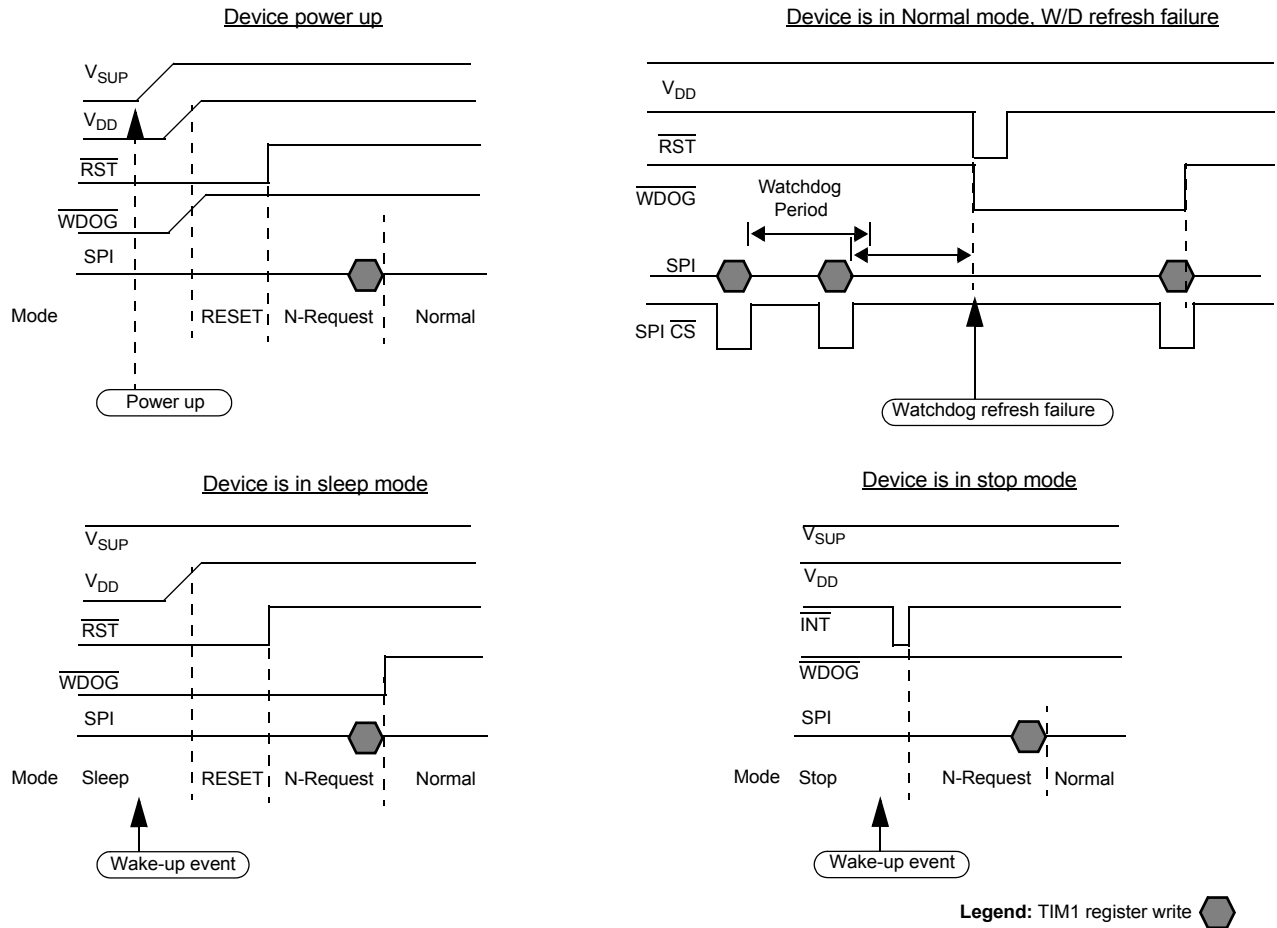 Device power up
VSUP
VDD
RST
WDOG
SPI
Mode RESET N-Request Normal
Power up
Device is in Normal mode, W/D refresh failure
VDD
RST
WDOG
Watchdog
Period
SPI
SPI CS
Watchdog refresh failure
Device is in sleep mode
VSUP
VDD
RST
WDOG
SPI
Mode Sleep RESET N-Request Normal
Wake-up event
Device is in stop mode
VSUP
VDD
INT
WDOG
SPI
Mode Stop N-Request Normal
Wake-up event
Legend: TIM1 register write